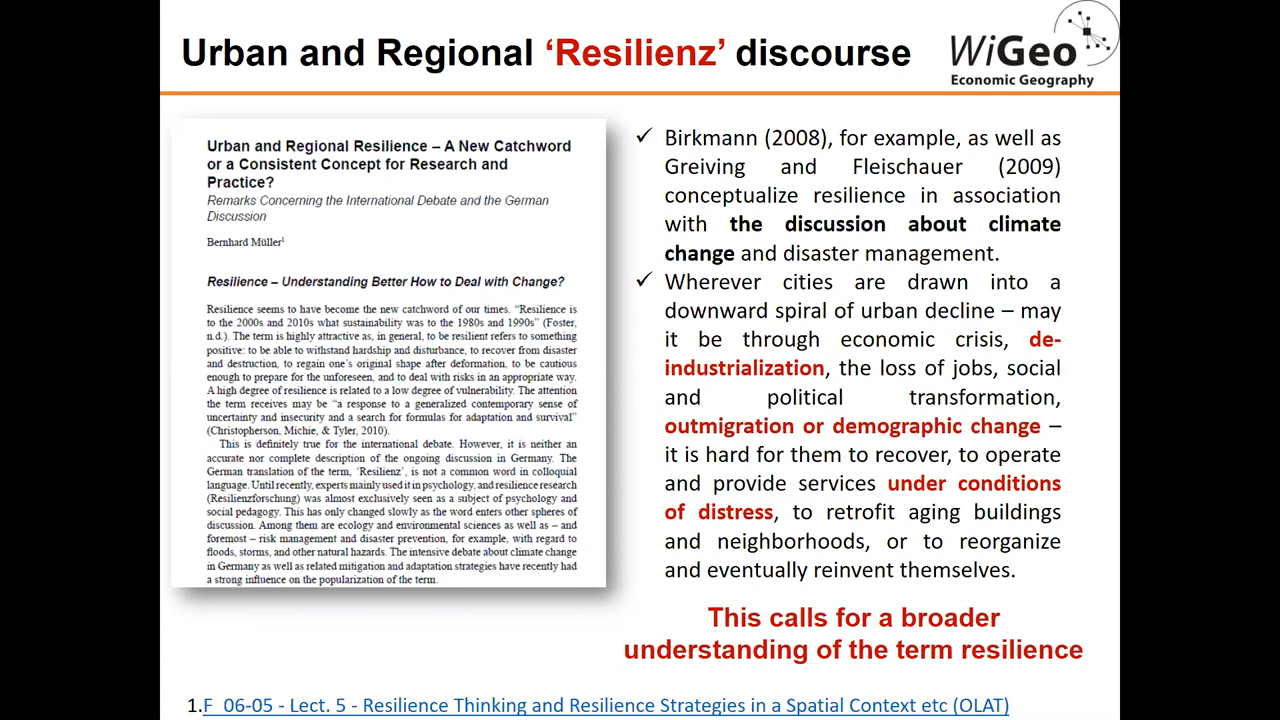 Urban and Regional ‘Resilienz’ discourse
WiGeo
Economic Geography
Urban and Regional Resilience – A New Catchword
or a Consistent Concept for Research and
Practice?
Remarks Concerning the International Debate and the German
Discussion
Bernhard Müller¹
Resilience – Understanding Better How to Deal with Change?
Resilience seems to have become the new catchword of our times. “Resilience is
to the 2000s and 2010s what sustainability was to the 1980s and 1990s” (Foster,
n.d.). The term is highly attractive as, in general, to be resilient refers to something
positive: to be able to withstand hardship and disturbance, to recover from disaster
and destruction, to regain one’s original shape after deformation, to be cautious
enough to prepare for the unforeseen, and to deal with risks in an appropriate way.
A high degree of resilience is related to a low degree of vulnerability. The attention
the term receives may be “a response to a generalized contemporary sense of
uncertainty and insecurity and a search for formulas for adaptation and survival”
(Christopherson, Michie, & Tyler, 2010).
This is definitely true for the international debate. However, it is neither an
accurate nor complete description of the ongoing discussion in Germany. The
German translation of the term, ‘Resilienz’, is not a common word in colloquial
language. Until recently, experts mainly used it in psychology, and resilience research
(Resilienzforschung) was almost exclusively seen as a subject of psychology and
social pedagogy. This has only changed slowly as the word enters other spheres of
discussion. Among them are ecology and environmental sciences as well as – and
foremost – risk management and disaster prevention, for example, with regard to
floods, storms, and other natural hazards. The intensive debate about climate change
in Germany as well as related mitigation and adaptation strategies have recently had
a strong influence on the popularization of the term.
✓ Birkmann (2008), for example, as well as
Greiving and Fleischauer (2009)
conceptualize resilience in association
with the discussion about climate
change and disaster management.
✓ Wherever cities are drawn into a
downward spiral of urban decline – may
it be through economic crisis, de-
industrialization, the loss of jobs, social
and political transformation,
outmigration or demographic change –
it is hard for them to recover, to operate
and provide services under conditions
of distress, to retrofit aging buildings
and neighborhoods, or to reorganize
and eventually reinvent themselves.
This calls for a broader
understanding of the term resilience
1.F_06-05 - Lect. 5 - Resilience Thinking and Resilience Strategies in a Spatial Context etc (OLAT)